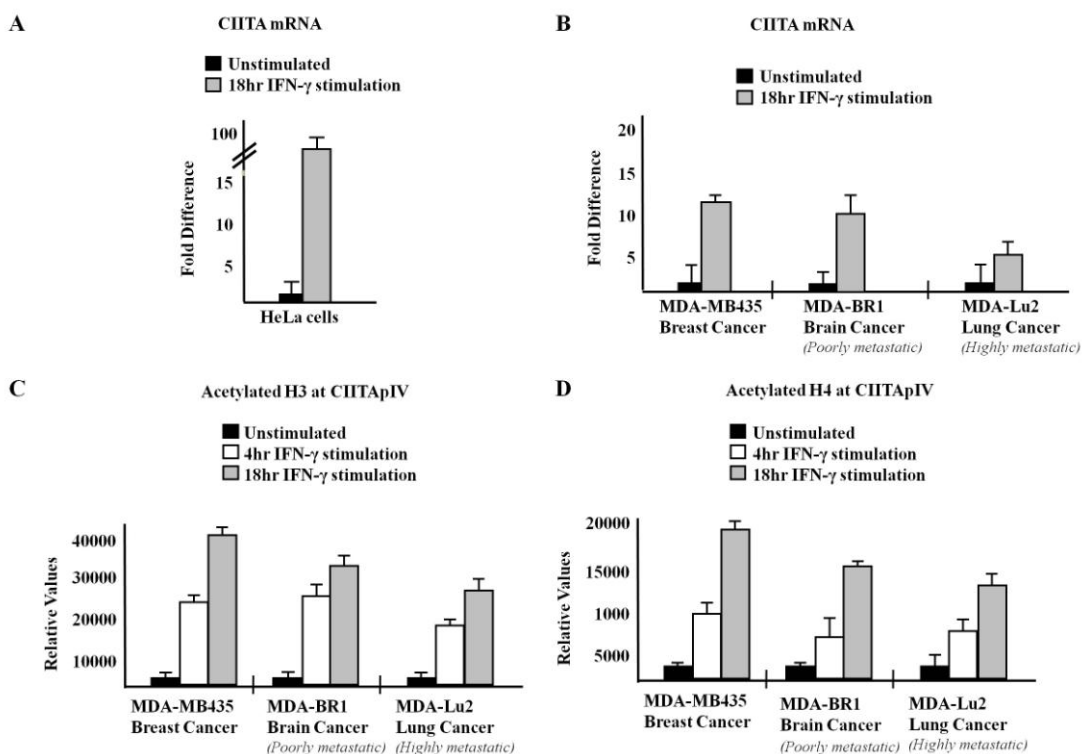 A
CIITA mRNA
Unstimulated
18hr IFN-γ stimulation
Fold Difference
100
15
10
5
HeLa cells
B
CIITA mRNA
Unstimulated
18hr IFN-γ stimulation
Fold Difference
20
15
10
5
MDA-MB435
Breast Cancer
MDA-BR1
Brain Cancer
(Poorly metastatic)
MDA-Lu2
Lung Cancer
(Highly metastatic)
C
Acetylated H3 at CIITApIV
Unstimulated
4hr IFN-γ stimulation
18hr IFN-γ stimulation
Relative Values
40000
30000
20000
10000
MDA-MB435
Breast Cancer
MDA-BR1
Brain Cancer
(Poorly metastatic)
MDA-Lu2
Lung Cancer
(Highly metastatic)
D
Acetylated H4 at CIITApIV
Unstimulated
4hr IFN-γ stimulation
18hr IFN-γ stimulation
Relative Values
20000
15000
1000
5000
MDA-MB435
Breast Cancer
MDA-BR1
Brain Cancer
(Poorly metastatic)
MDA-Lu2
Lung Cancer
(Highly metastatic)